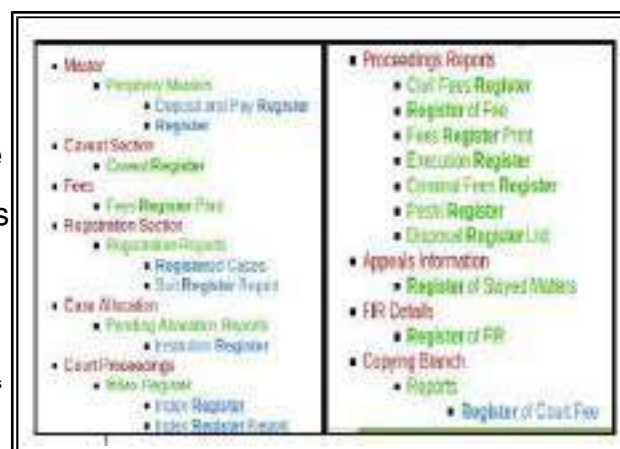 Master
Periphery Masters
Deposit and Pay Register
Register
Caveat Section
Caveat Register
Fees
Fees Register Print
Registration Section
Registration Reports
Registered Cases
Suit Register Report
Case Allocation
Pending Allocation Reports
Institution Register
Court Proceedings
Index Register
Index Register
Index Register Report
Proceedings Reports
Civil Fees Register
Register of Fee
Fees Register Print
Execution Register
Criminal Fees Register
Peshi Register
Disposal Register List
Appeals Information
Register of Stayed Matters
FIR Details
Register of FIR
Copying Branch
Reports
Register of Court Fee